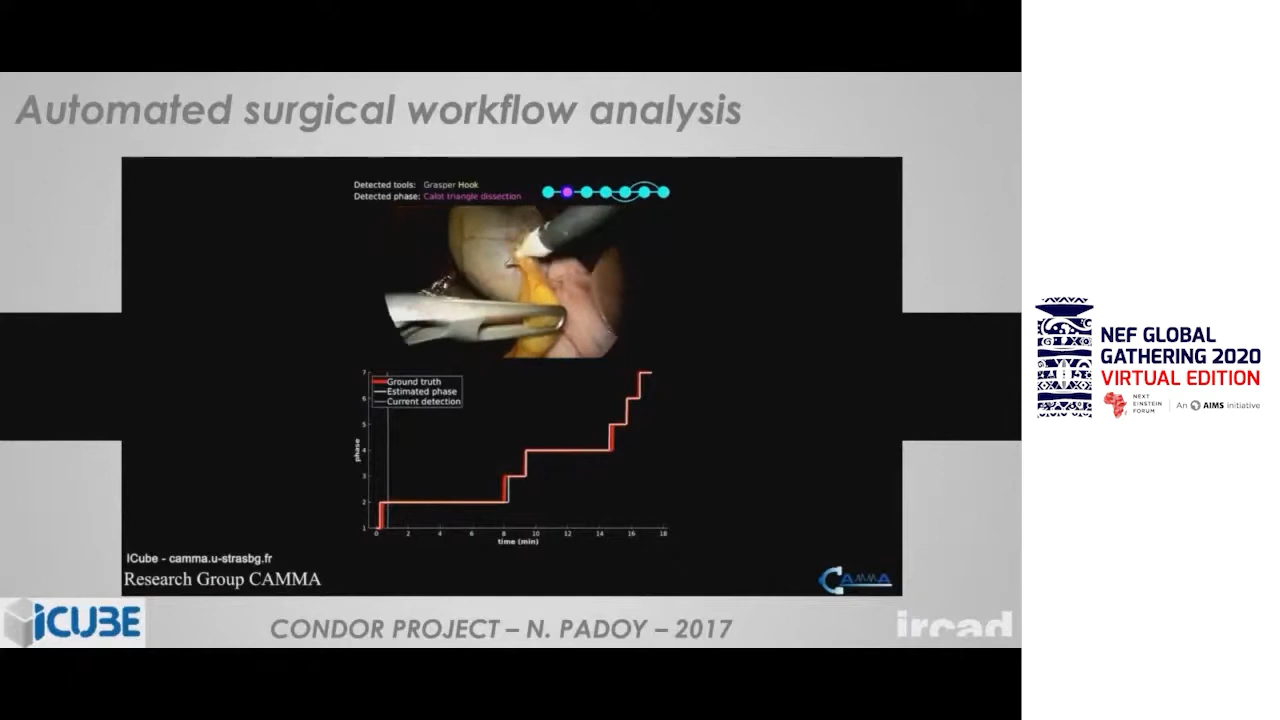 Automated surgical workflow analysis
Detected tools: Grasper Hook
Detected phase: Calot triangle dissection
Ground truth
Estimated phase
Current detection
phase
7
6
5
4
3
2
1
0 2 4 6 8 10 12 14 16 18
time (min)
ICube - camma.u-strasbg.fr
Research Group CAMMA
CAMMA
iCUBE
CONDOR PROJECT – N. PADOY – 2017
ircad
NEF GLOBAL
GATHERING 2020
VIRTUAL EDITION
NEXT
EINSTEIN
FORUM
An AIMS initiative